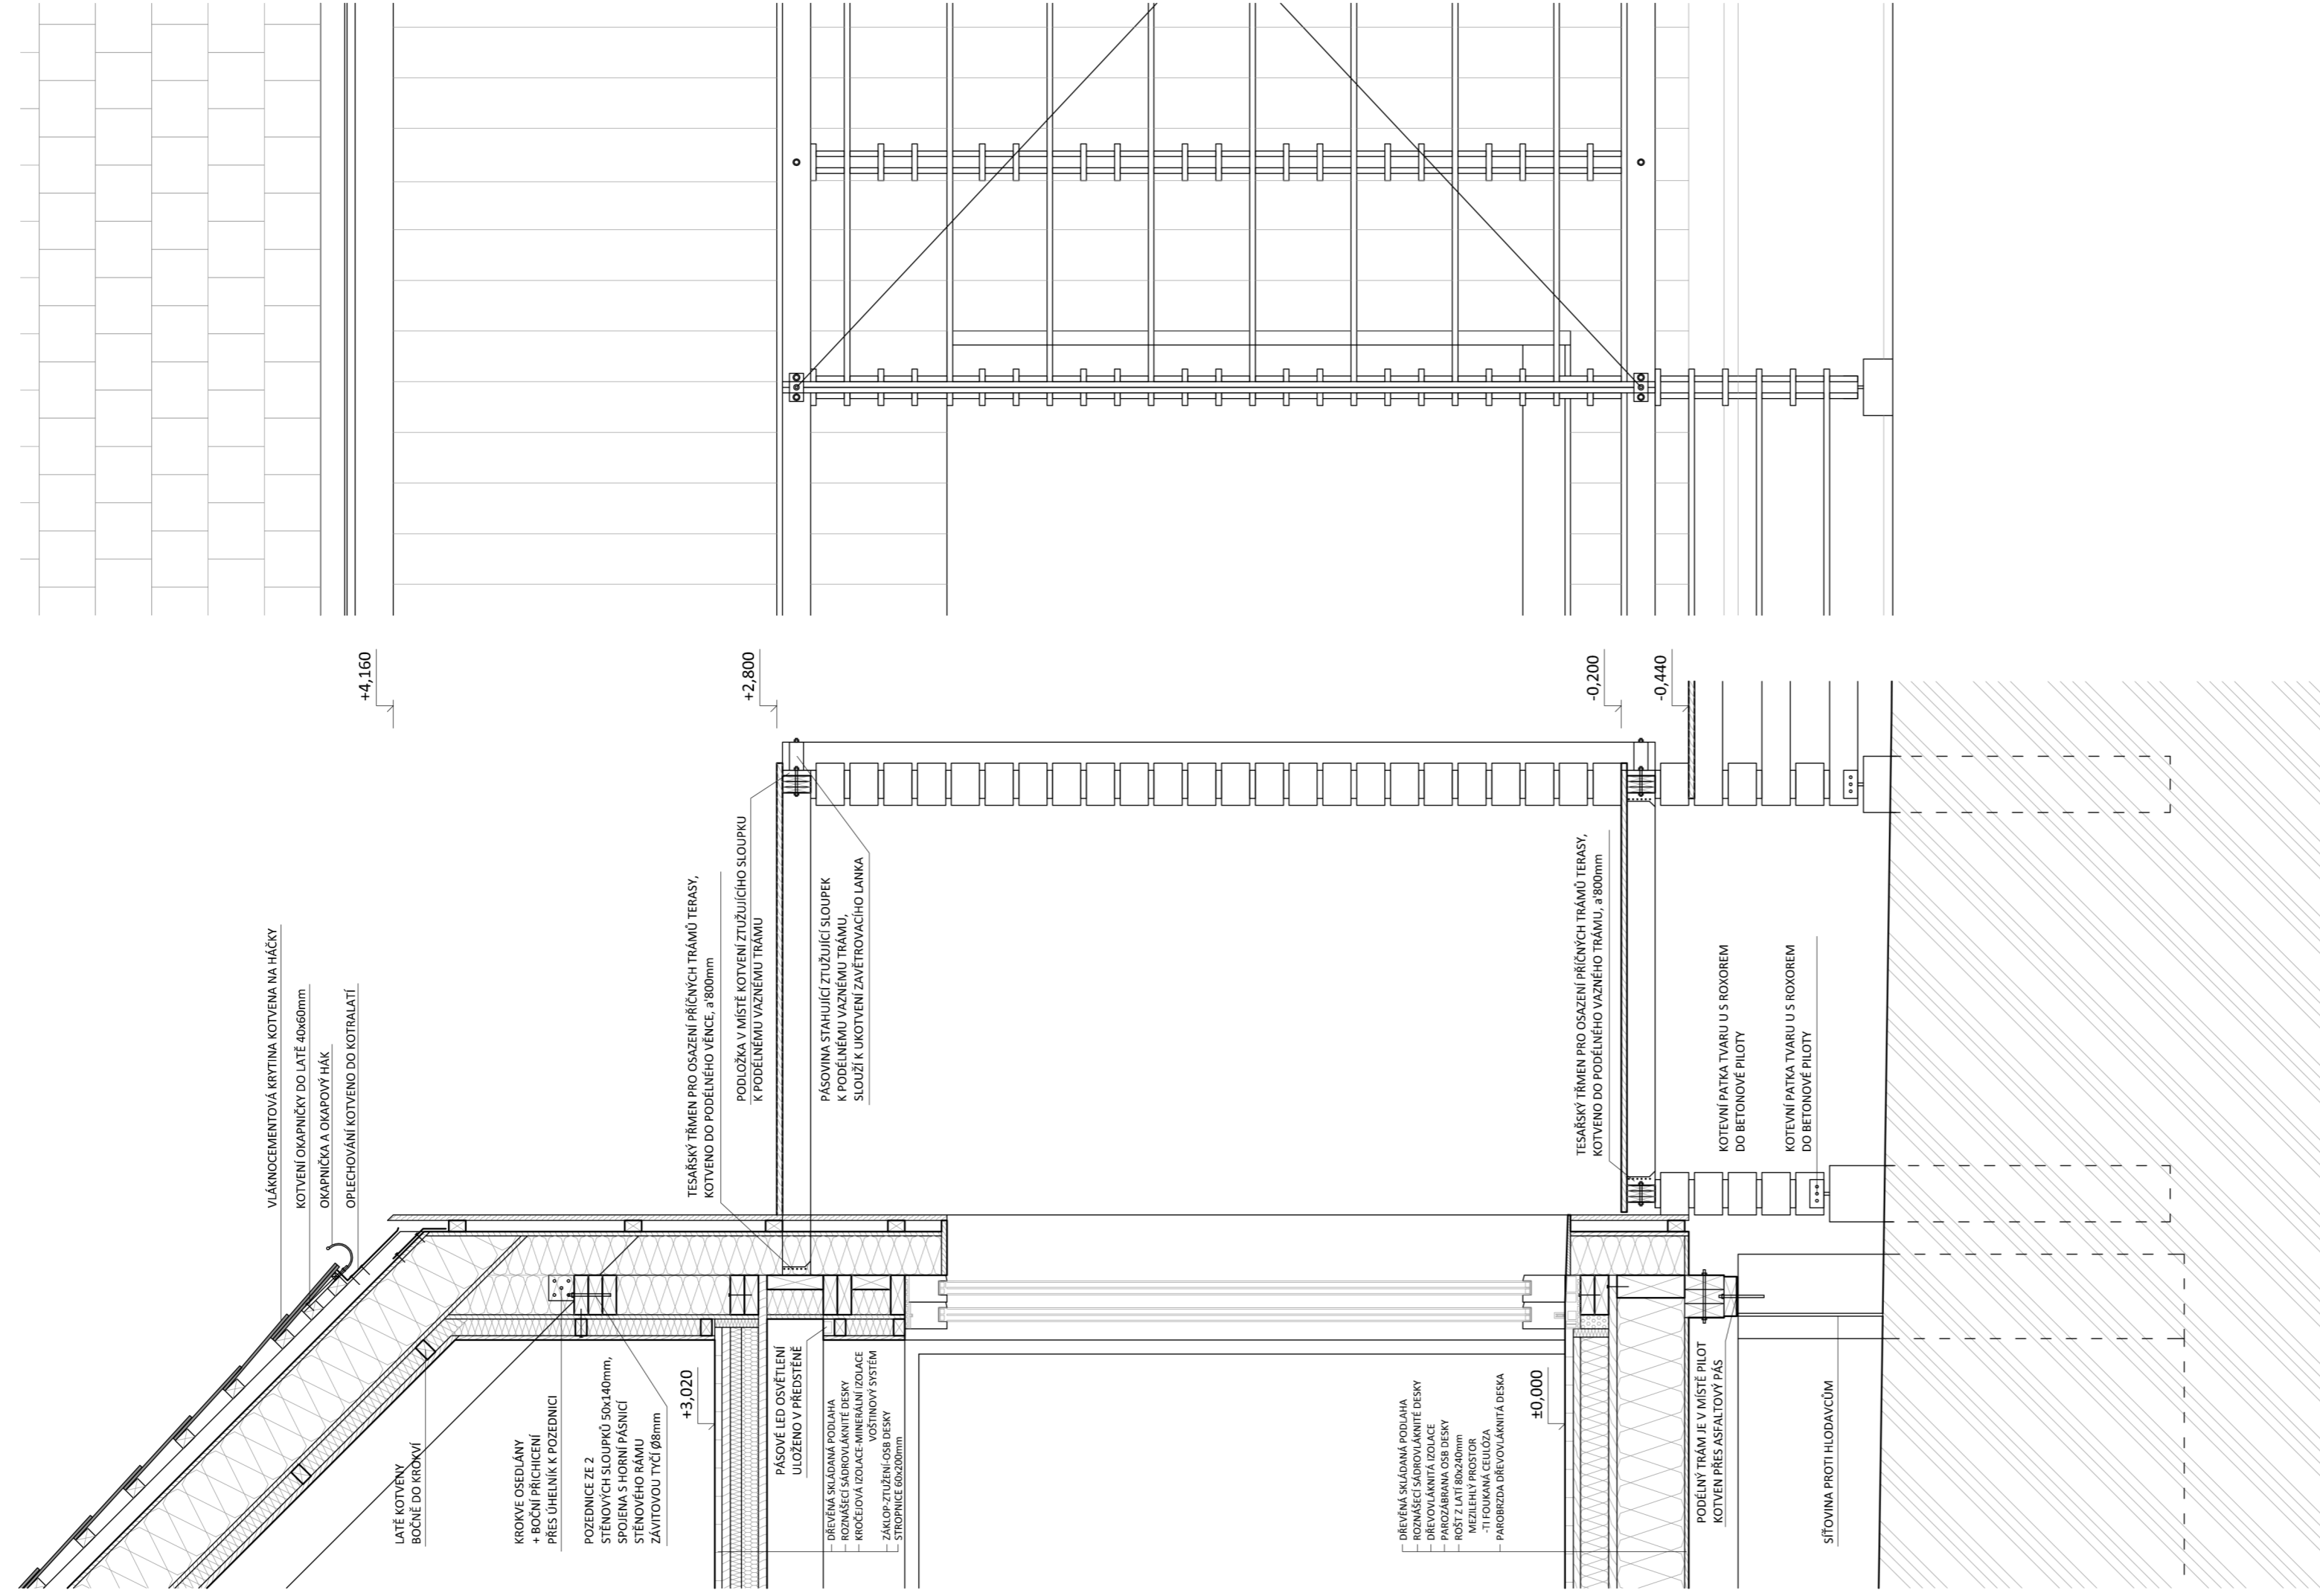 VLÁKNOCEMENTOVÁ KRYTINA KOTVENA NA HÁČKY
KOTVENÍ OKAPNIČKY DO LATĚ 40x60mm
OKAPNIČKA A OKAPOVÝ HÁK
OPLECHOVÁNÍ KOTVENO DO KOTRALATÍ
+4,160
LATĚ KOTVENY
BOČNĚ DO KROKVÍ
KROKVE OSEDLÁNY
+ BOČNÍ PŘICHICENÍ
PŘES ÚHELNÍK K POZEDNICI
POZEDNICE ZE 2
STĚNOVÝCH SLOUPKŮ 50x140mm,
SPOJENA S HORNÍ PÁSNICÍ
STĚNOVÉHO RÁMU
ZÁVITOVOU TYČÍ Ø8mm
+3,020
TESAŘSKÝ TŘMEN PRO OSAZENÍ PŘÍČNÝCH TRÁMŮ TERASY,
KOTVENO DO PODÉLNÉHO VĚNCE, a'800mm
+2,800
PODLOŽKA V MÍSTĚ KOTVENÍ ZTUŽUJÍCÍHO SLOUPKU
K PODÉLNÉMU VAZNÉMU TRÁMU
PÁSOVINA STAHUJÍCÍ ZTUŽUJÍCÍ SLOUPEK
K PODÉLNÉMU VAZNÉMU TRÁMU,
SLOUŽÍ K UKOTVENÍ ZAVĚTROVACÍHO LANKA
PÁSOVÉ LED OSVĚTLENÍ
ULOŽENO V PŘEDSTĚNĚ
DŘEVĚNÁ SKLÁDANÁ PODLAHA
ROZNÁŠECÍ SÁDROVLÁKNITÉ DESKY
KROČEJOVÁ IZOLACE-MINERÁLNÍ IZOLACE
VOŠTINOVÝ SYSTÉM
ZÁKLOP-ZTUŽENÍ-OSB DESKY
STROPNICE 60x200mm
DŘEVĚNÁ SKLÁDANÁ PODLAHA
ROZNÁŠECÍ SÁDROVLÁKNITÉ DESKY
DŘEVOVLÁKNITÁ IZOLACE
PAROZÁBRANA OSB DESKY
ROŠT Z LATÍ 80x240mm
MEZILEHLÝ PROSTOR
-TI FOUKANÁ CEULÓZA
PAROBRZDA DŘEVOVLÁKNITÁ DESKA
±0,000
TESAŘSKÝ TŘMEN PRO OSAZENÍ PŘÍČNÝCH TRÁMŮ TERASY,
KOTVENO DO PODÉLNÉHO VAZNÉHO TRÁMU, a'800mm
-0,200
-0,440
PODÉLNÝ TRÁM JE V MÍSTĚ PILOT
KOTVEN PŘES ASFALTOVÝ PÁS
KOTEVNÍ PATKA TVARU U S ROXOREM
DO BETONOVÉ PILOTY
KOTEVNÍ PATKA TVARU U S ROXOREM
DO BETONOVÉ PILOTY
SÍŤOVINA PROTI HLODAVCŮM